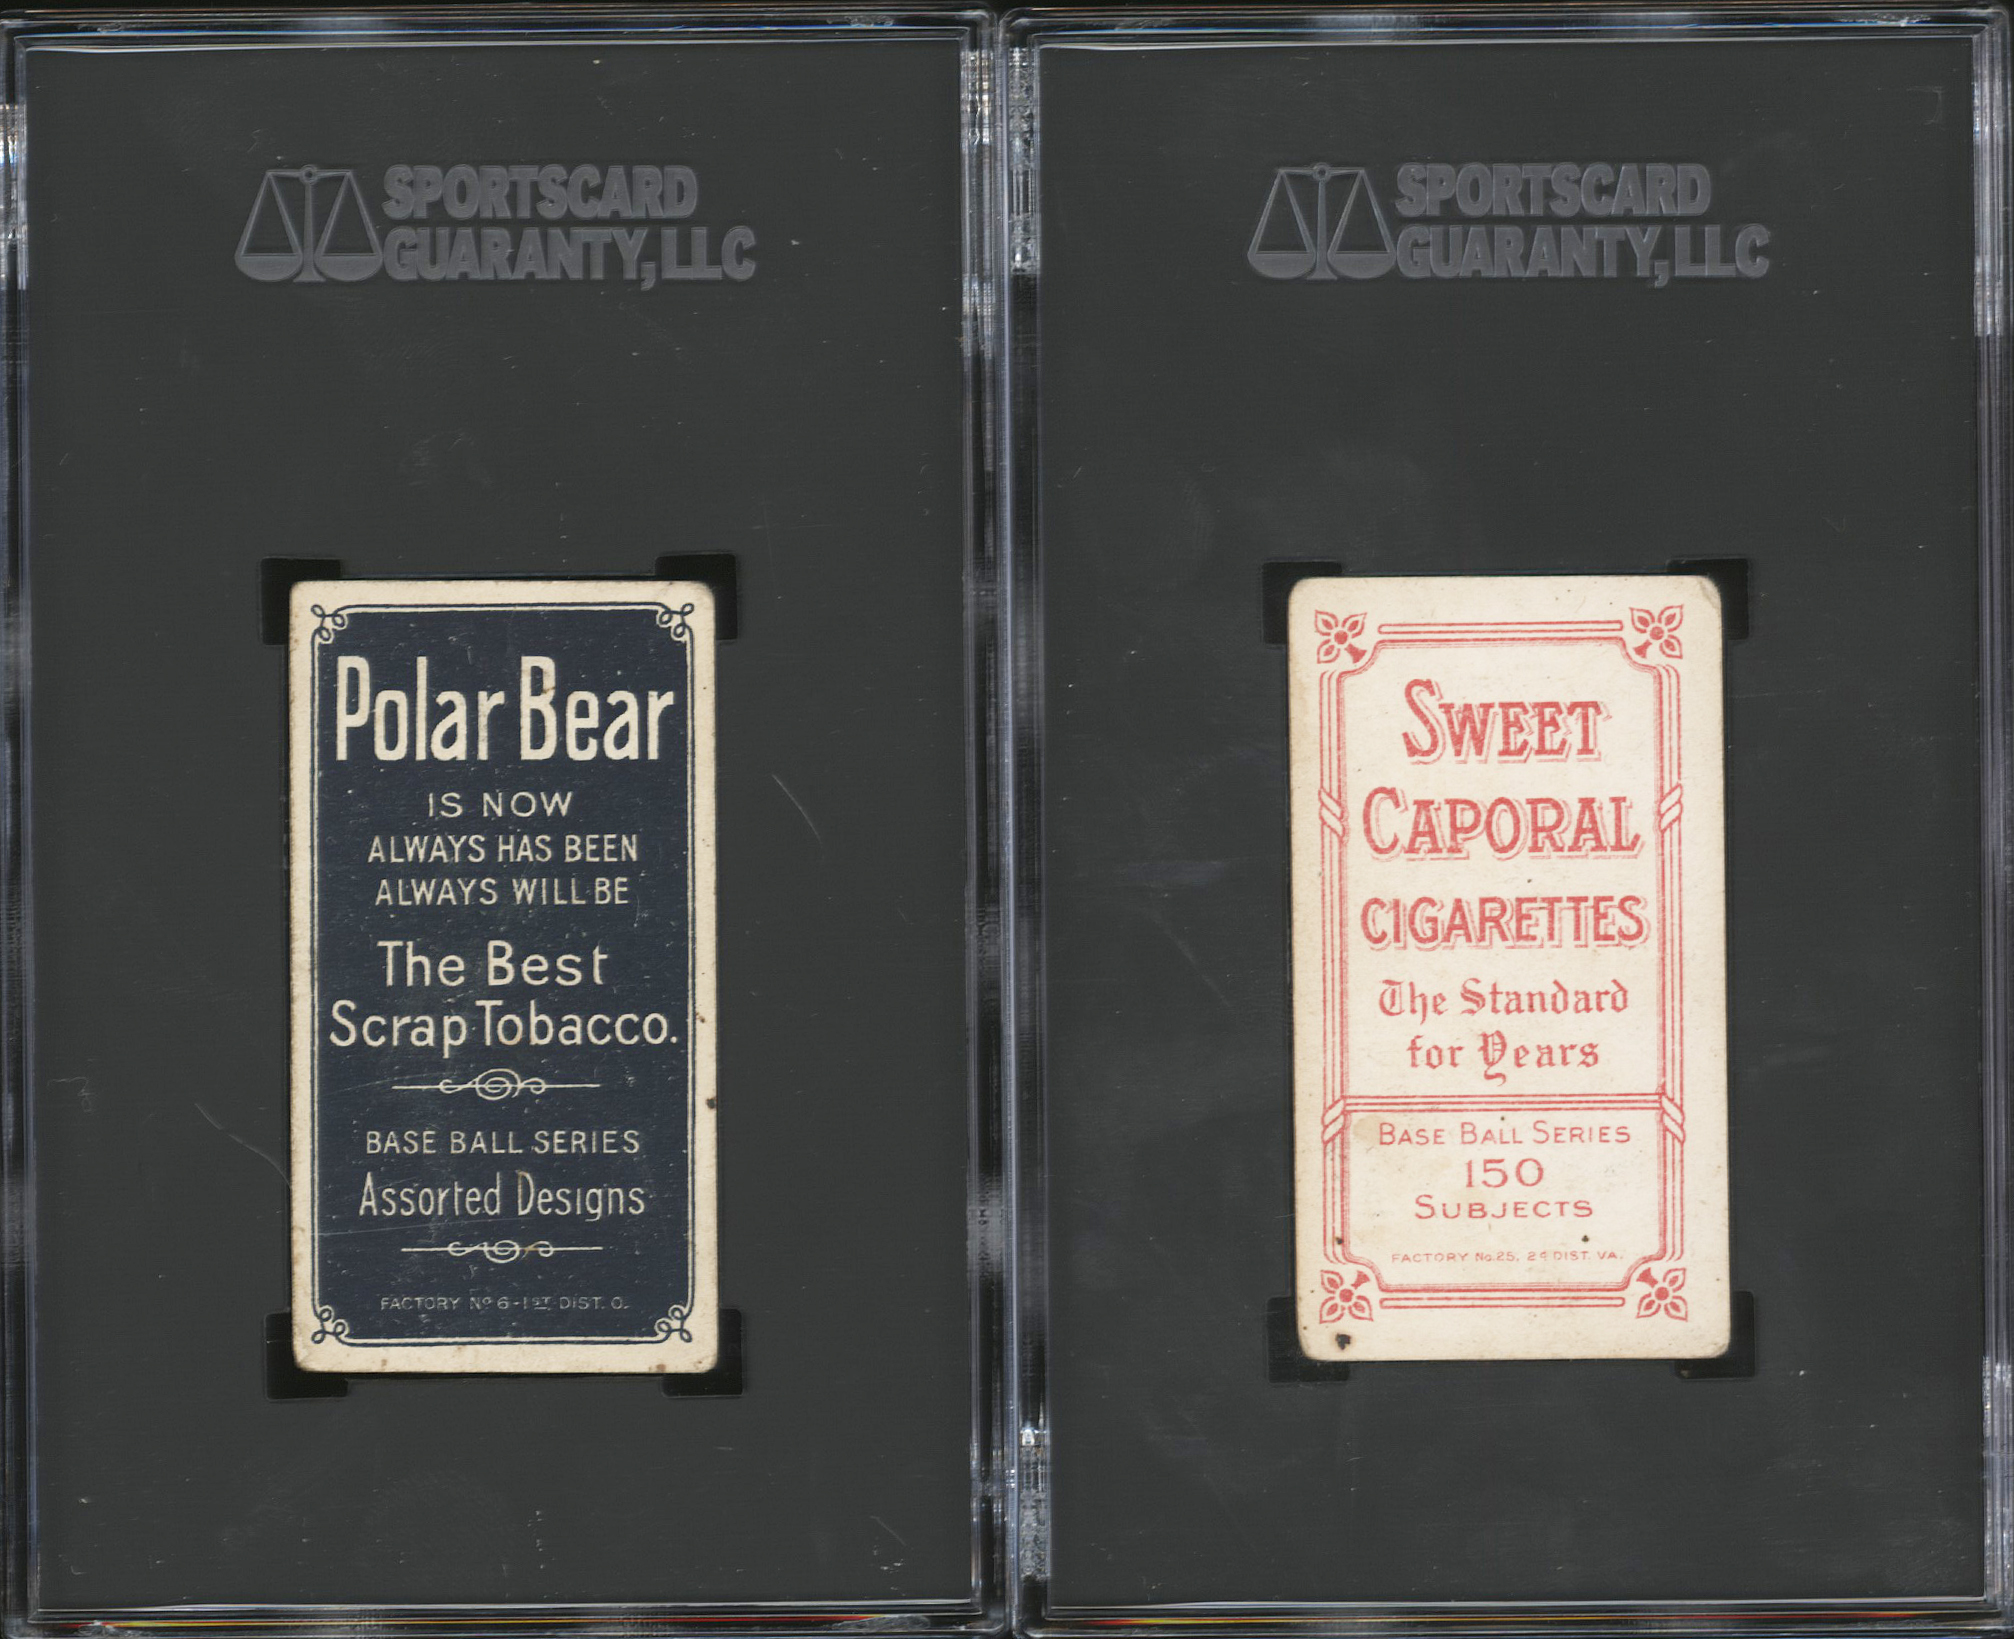 SPORTSCARD
GUARANTY, LLC
Polar Bear
IS NOW
ALWAYS HAS BEEN
ALWAYS WILL BE
The Best
Scrap Tobacco.
BASE BALL SERIES
Assorted Designs
FACTORY Nº 6-1ST DIST. O.
SPORTSCARD
GUARANTY, LLC
SWEET
CAPORAL
CIGARETTES
The Standard
for Years
BASE BALL SERIES
150
SUBJECTS
FACTORY No. 25, 2d DIST. VA.